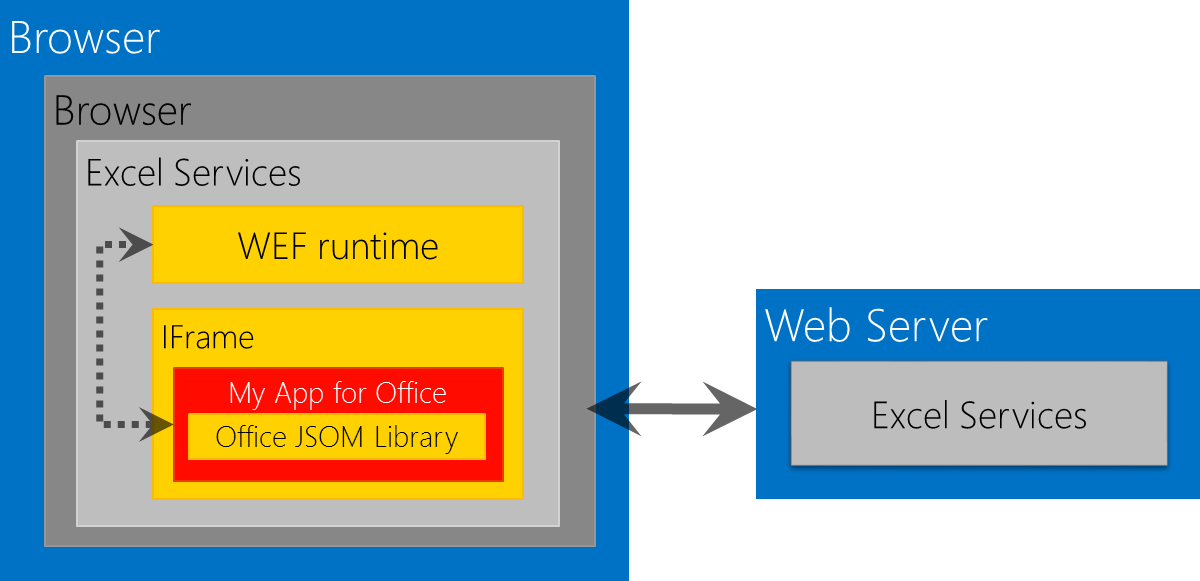 Browser
Browser
Excel Services
WEF runtime
IFrame
My App for Office
Office JSOM Library
Web Server
Excel Services